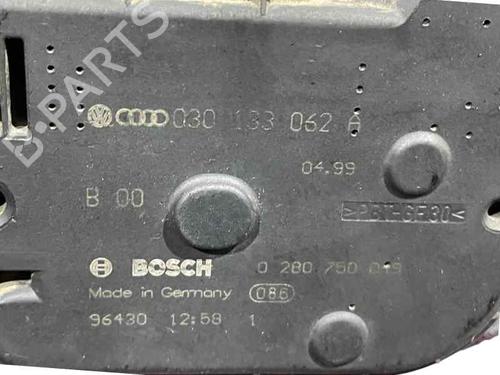 B-PARTS
030 133 062 A
04.99
B 00
>PBT-GF30<
BOSCH 0 280 750 049
Made in Germany 086
96430 12:58 1